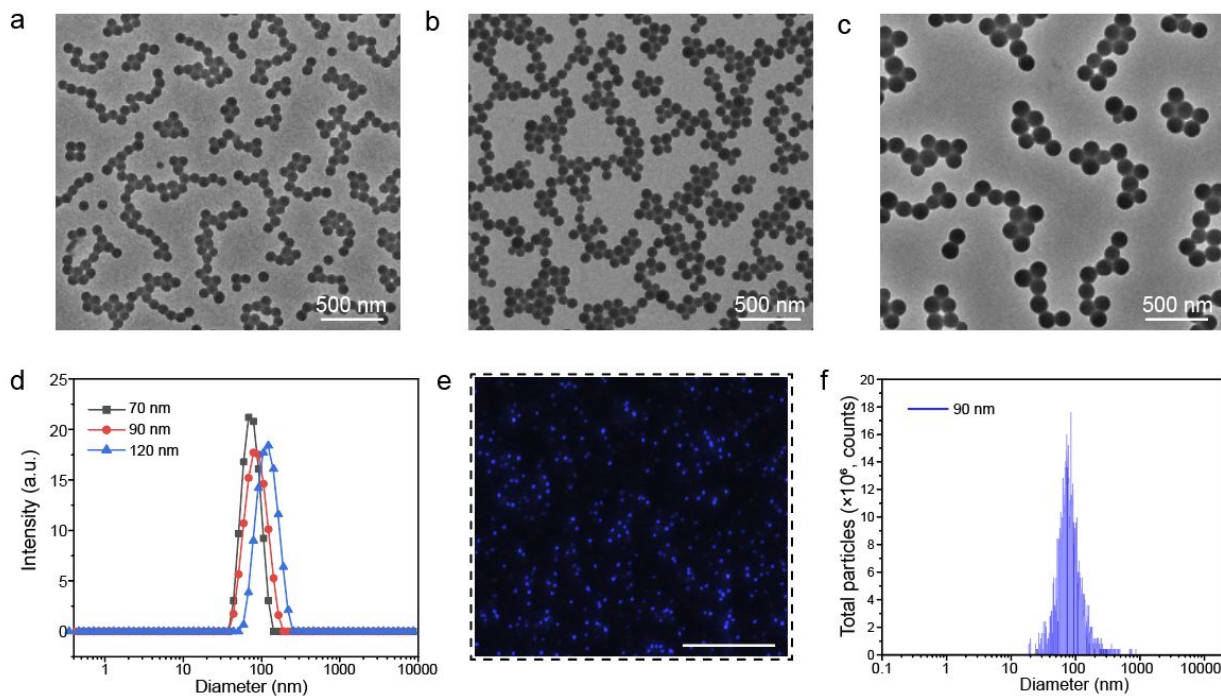 a
b
c
500 nm
500 nm
500 nm
d
25
20
15
10
5
0
Intensity (a.u.)
70 nm
90 nm
120 nm
1
10
100
1000
10000
Diameter (nm)
e
f
20
18
16
14
12
10
8
6
4
2
0
Total particles (×10⁶, counts)
90 nm
0.1
1
10
100
1000
10000
Diameter (nm)